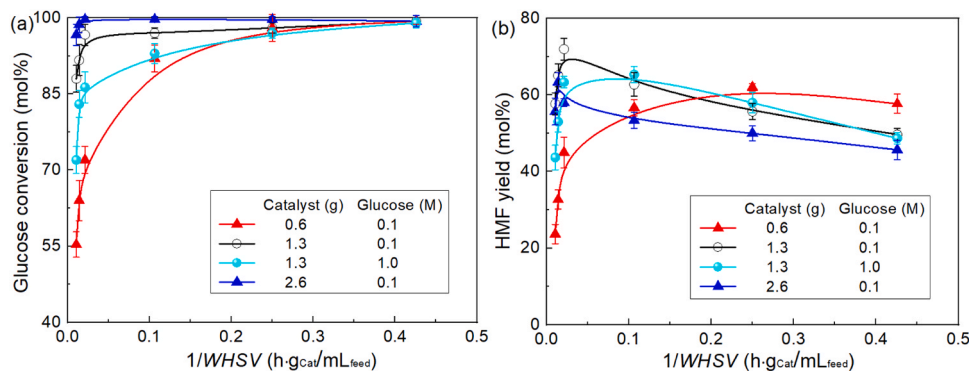 (a)
Glucose conversion (mol%)
100
85
70
55
40
Catalyst (g) Glucose (M)
0.6 0.1
1.3 0.1
1.3 1.0
2.6 0.1
0.0 0.1 0.2 0.3 0.4 0.5
1/WHSV (h·gCat/mLfeed)
(b)
HMF yield (mol%)
80
60
40
20
0
Catalyst (g) Glucose (M)
0.6 0.1
1.3 0.1
1.3 1.0
2.6 0.1
0.0 0.1 0.2 0.3 0.4 0.5
1/WHSV (h·gCat/mLfeed)